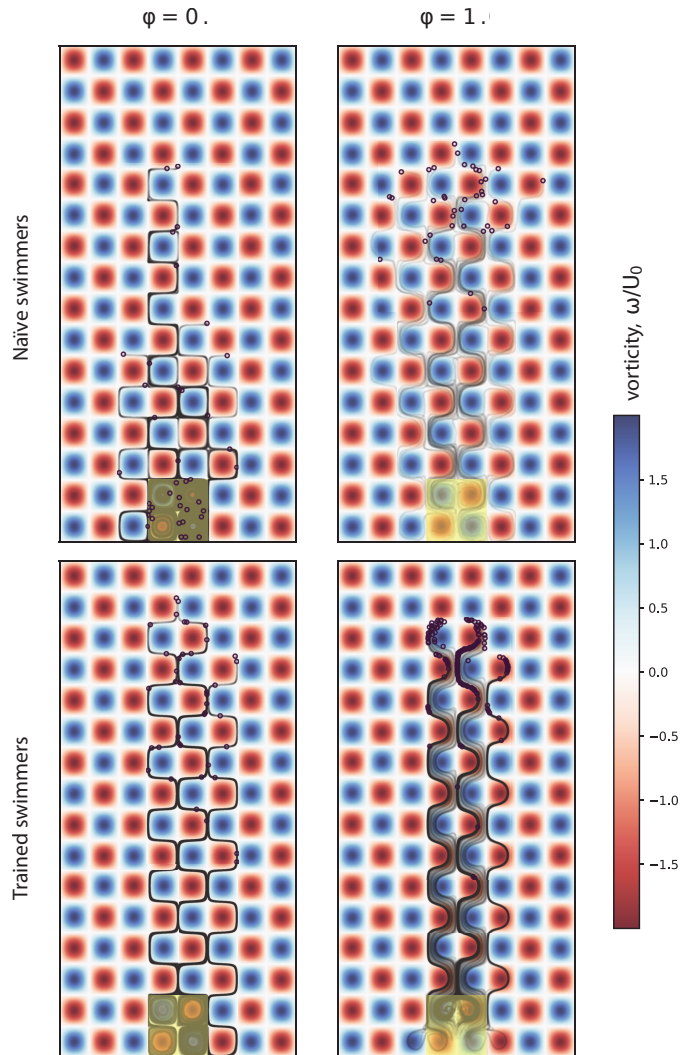 φ = 0.
φ = 1.
Naïve swimmers
Trained swimmers
vorticity, ω/U₀
1.5
1.0
0.5
0.0
−0.5
−1.0
−1.5